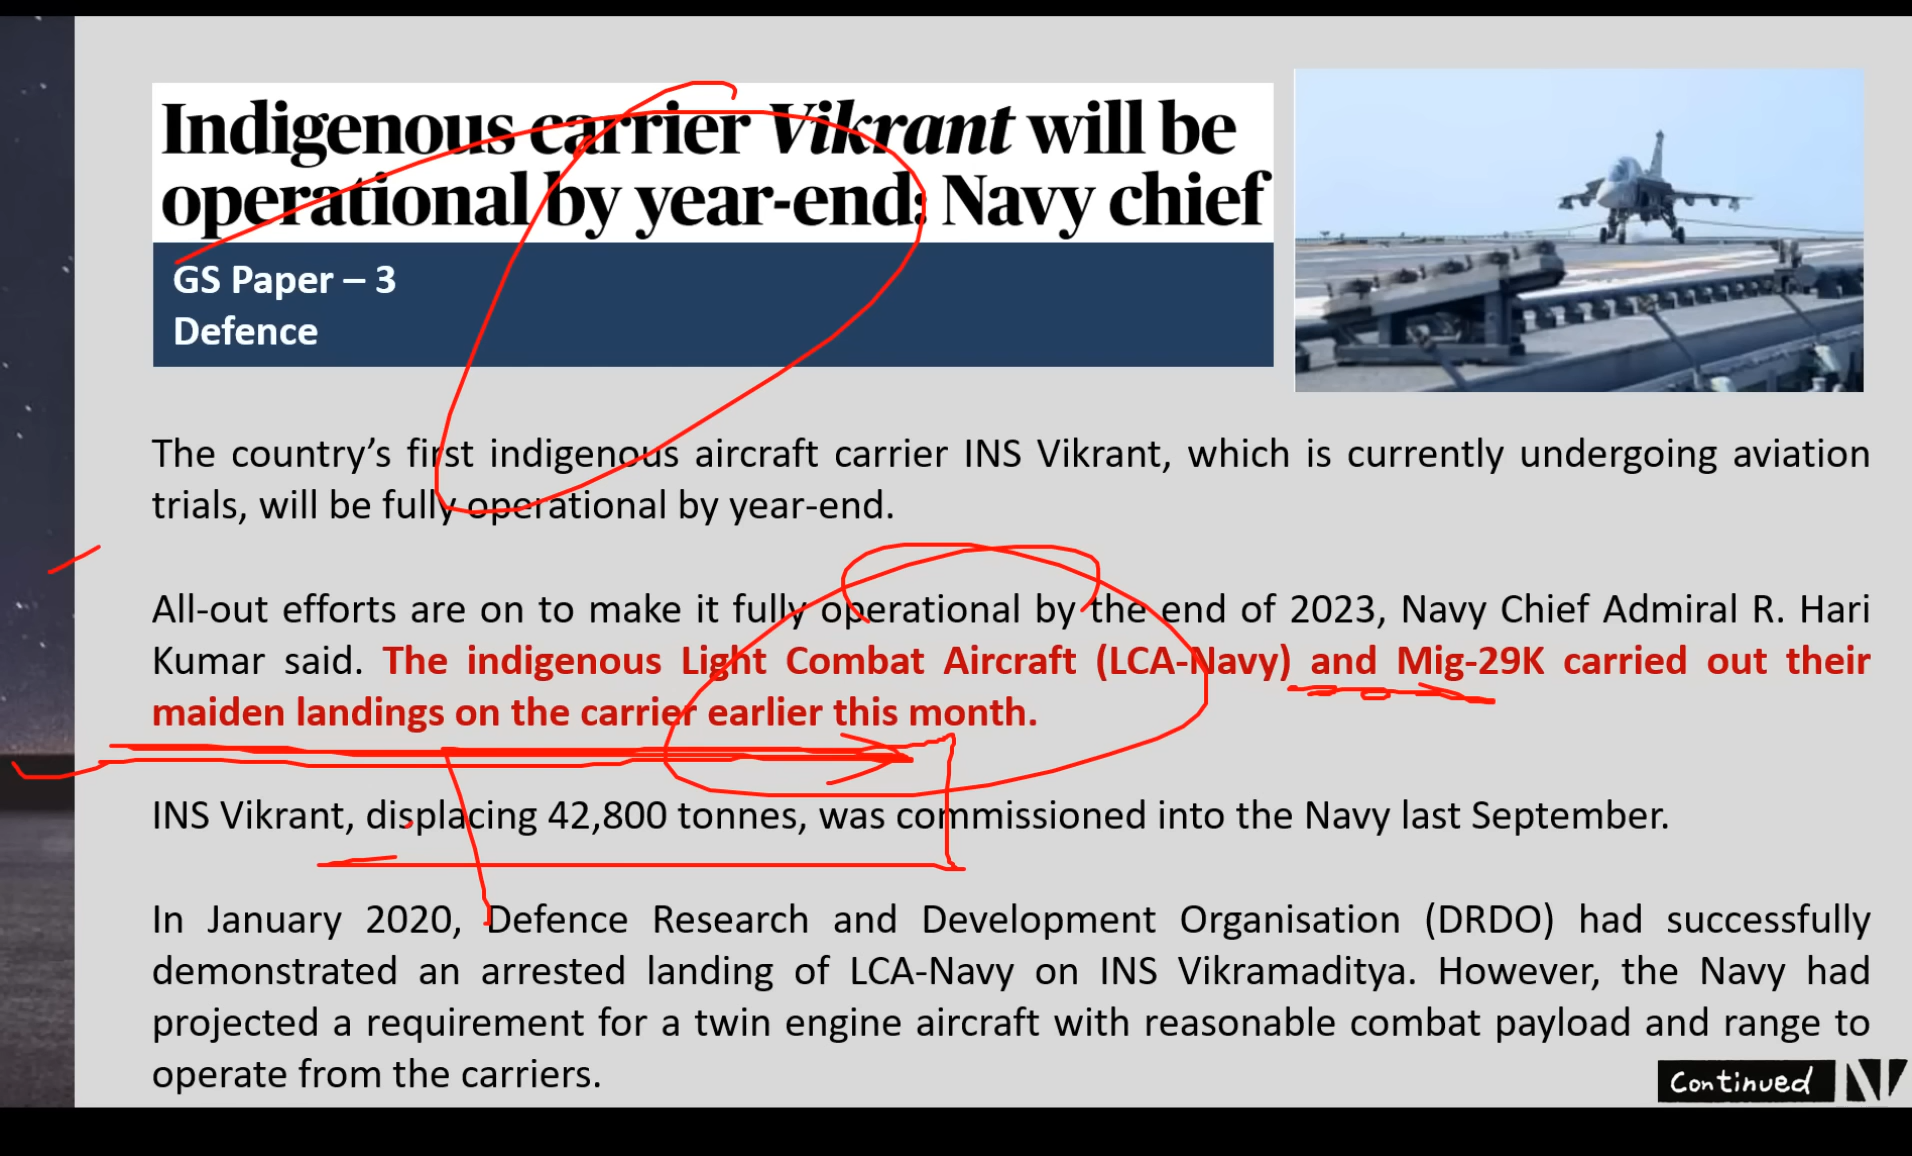 Indigenous carrier Vikrant will be
operational by year-end: Navy chief
GS Paper – 3
Defence
The country’s first indigenous aircraft carrier INS Vikrant, which is currently undergoing aviation
trials, will be fully operational by year-end.
All-out efforts are on to make it fully operational by the end of 2023, Navy Chief Admiral R. Hari
Kumar said. The indigenous Light Combat Aircraft (LCA-Navy) and Mig-29K carried out their
maiden landings on the carrier earlier this month.
INS Vikrant, displacing 42,800 tonnes, was commissioned into the Navy last September.
In January 2020, Defence Research and Development Organisation (DRDO) had successfully
demonstrated an arrested landing of LCA-Navy on INS Vikramaditya. However, the Navy had
projected a requirement for a twin engine aircraft with reasonable combat payload and range to
operate from the carriers.
Continued